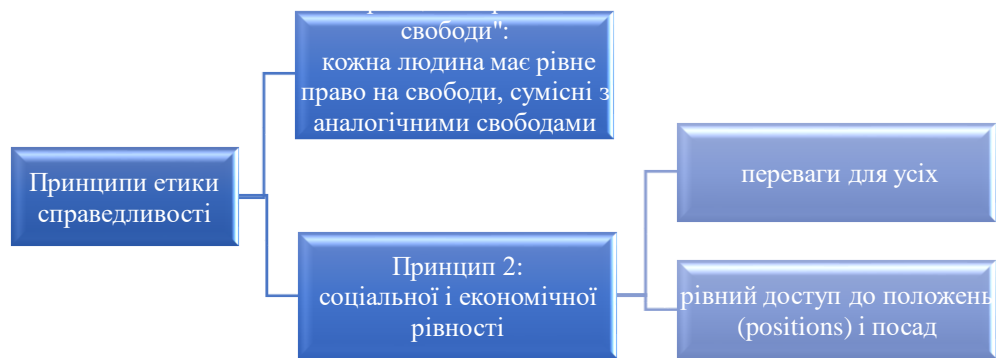 свободи":
кожна людина має рівне
право на свободи, сумісні з
аналогічними свободами
Принципи етики
справедливості
Принцип 2:
соціальної і економічної
рівності
переваги для усіх
рівний доступ до положень
(positions) і посад